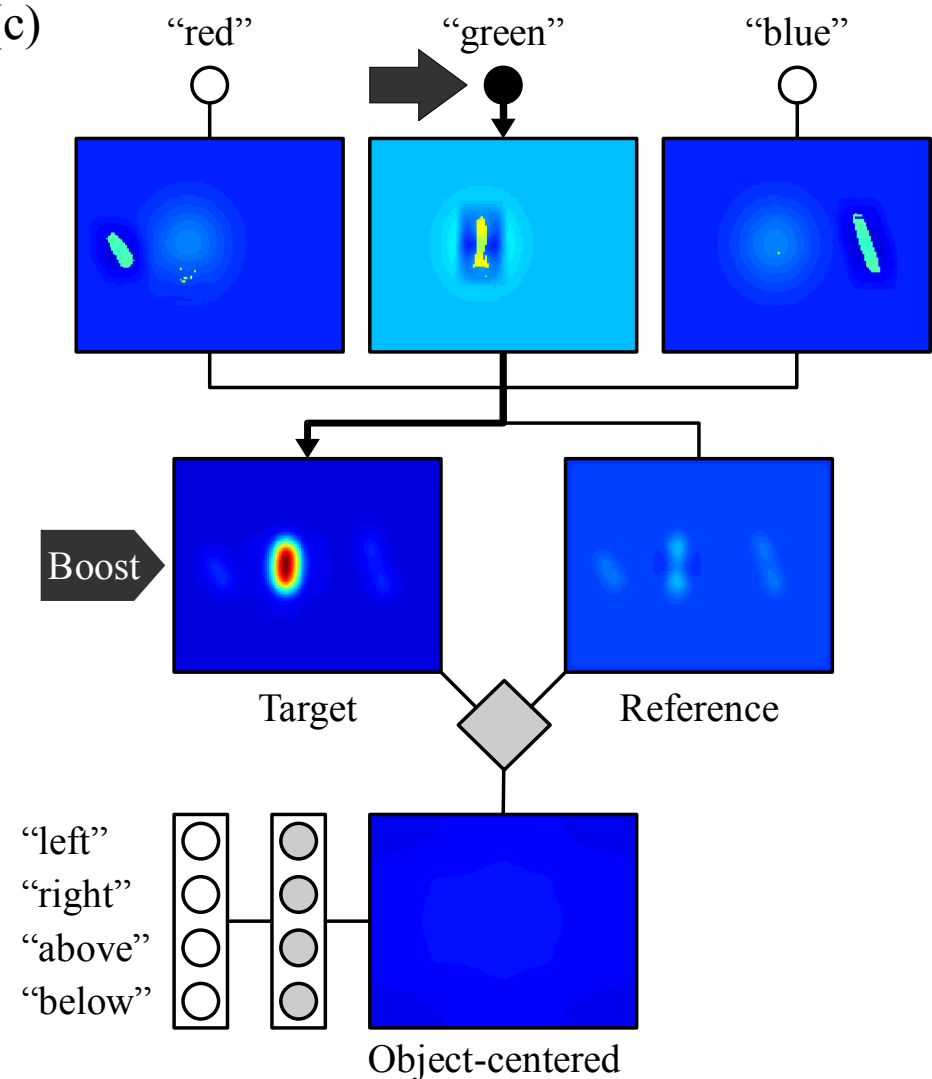 (c)
“red” “green” “blue”
Boost
Target Reference
“left”
“right”
“above”
“below”
Object-centered